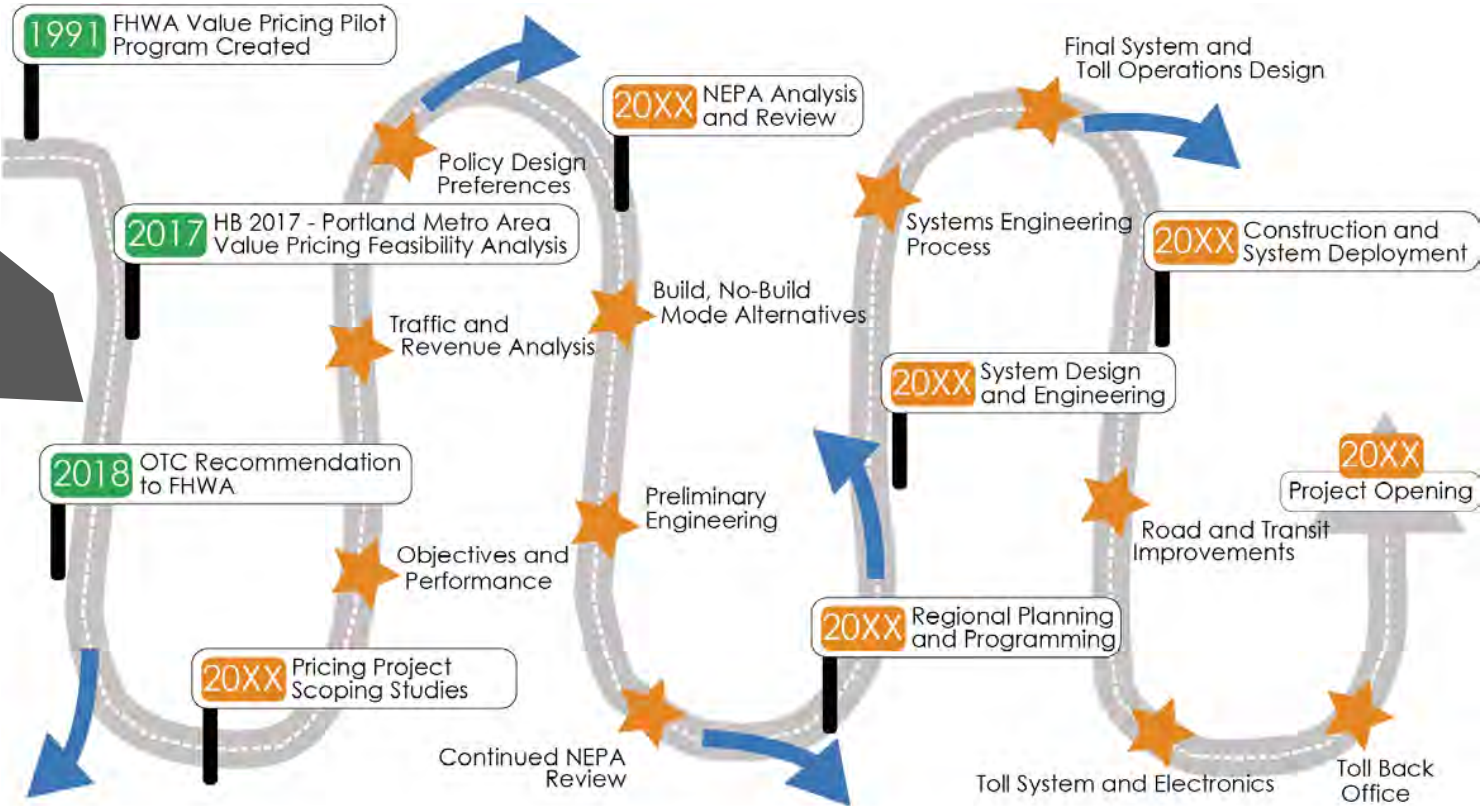 1991 FHWA Value Pricing Pilot
Program Created
2017 HB 2017 - Portland Metro Area
Value Pricing Feasibility Analysis
2018 OTC Recommendation
to FHWA
20XX Pricing Project
Scoping Studies
Objectives and
Performance
Traffic and
Revenue Analysis
Policy Design
Preferences
20XX NEPA Analysis
and Review
Build, No-Build
Mode Alternatives
Preliminary
Engineering
Continued NEPA
Review
20XX Regional Planning
and Programming
20XX System Design
and Engineering
Systems Engineering
Process
Final System and
Toll Operations Design
20XX Construction and
System Deployment
Road and Transit
Improvements
Toll System and Electronics
Toll Back
Office
20XX
Project Opening